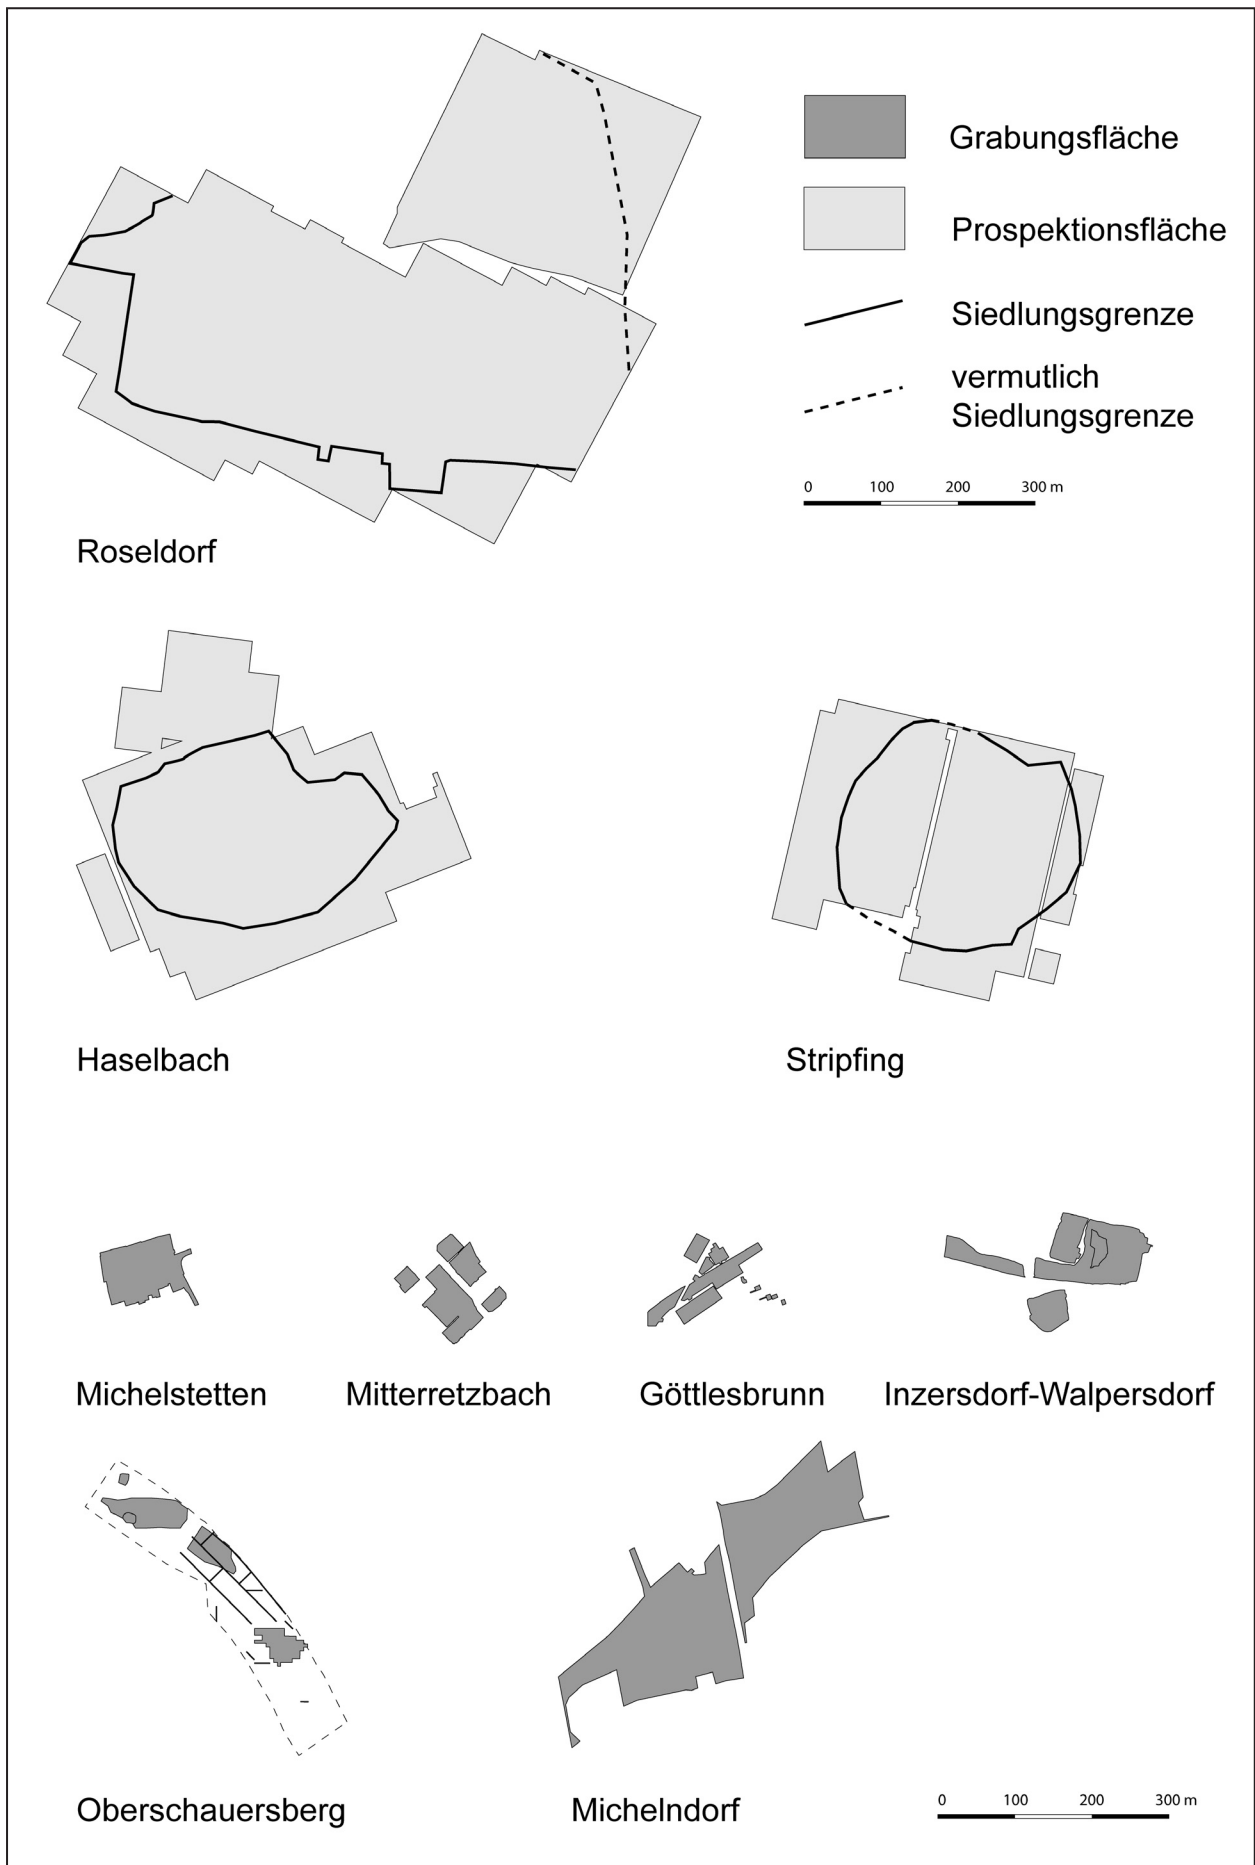 Grabungsfläche
Prospektionsfläche
Siedlungsgrenze
vermutlich
Siedlungsgrenze
0 100 200 300 m
Roseldorf
Haselbach
Stripfing
Michelstetten
Mitterretzbach
Göttlesbrunn
Inzersdorf-Walpersdorf
Oberschauersberg
Michelndorf
0 100 200 300 m